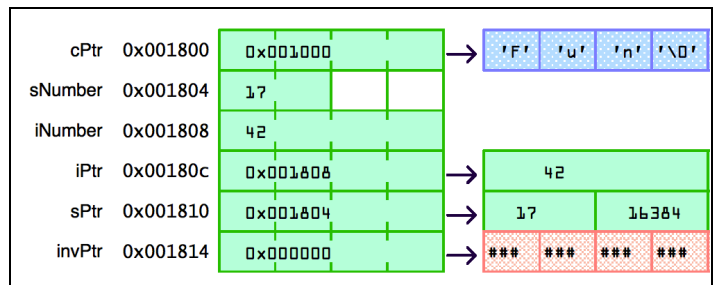 cPtr 0x001800 0x001000 'F' 'u' 'n' '\0'
sNumber 0x001804 17
iNumber 0x001808 42
iPtr 0x00180c 0x001808 42
sPtr 0x001810 0x001804 17 16384
invPtr 0x001814 0x000000 ### ### ### ###